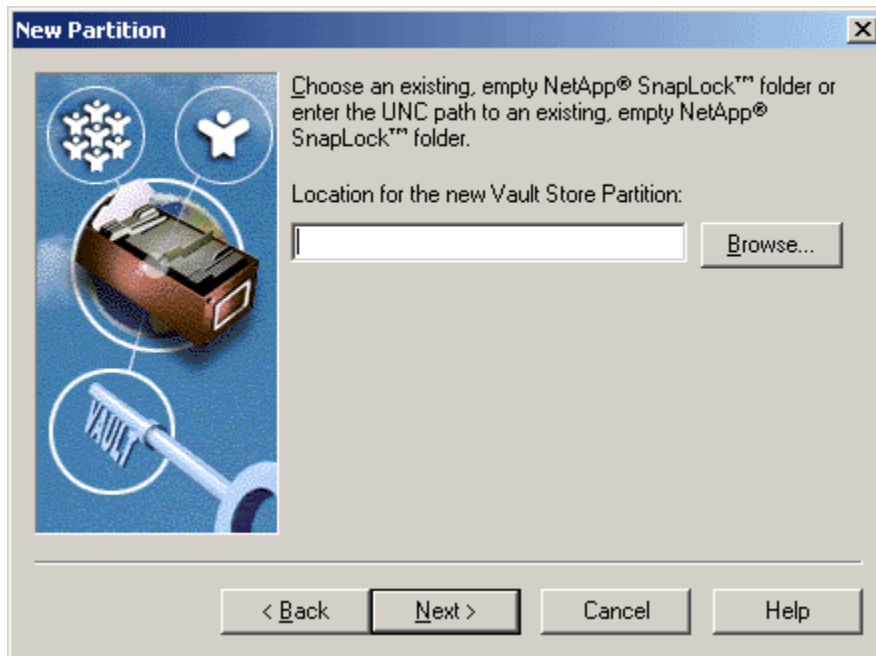 New Partition
Choose an existing, empty NetApp® SnapLock™ folder or
enter the UNC path to an existing, empty NetApp®
SnapLock™ folder.
Location for the new Vault Store Partition:
Browse...
VAULT
< Back
Next >
Cancel
Help